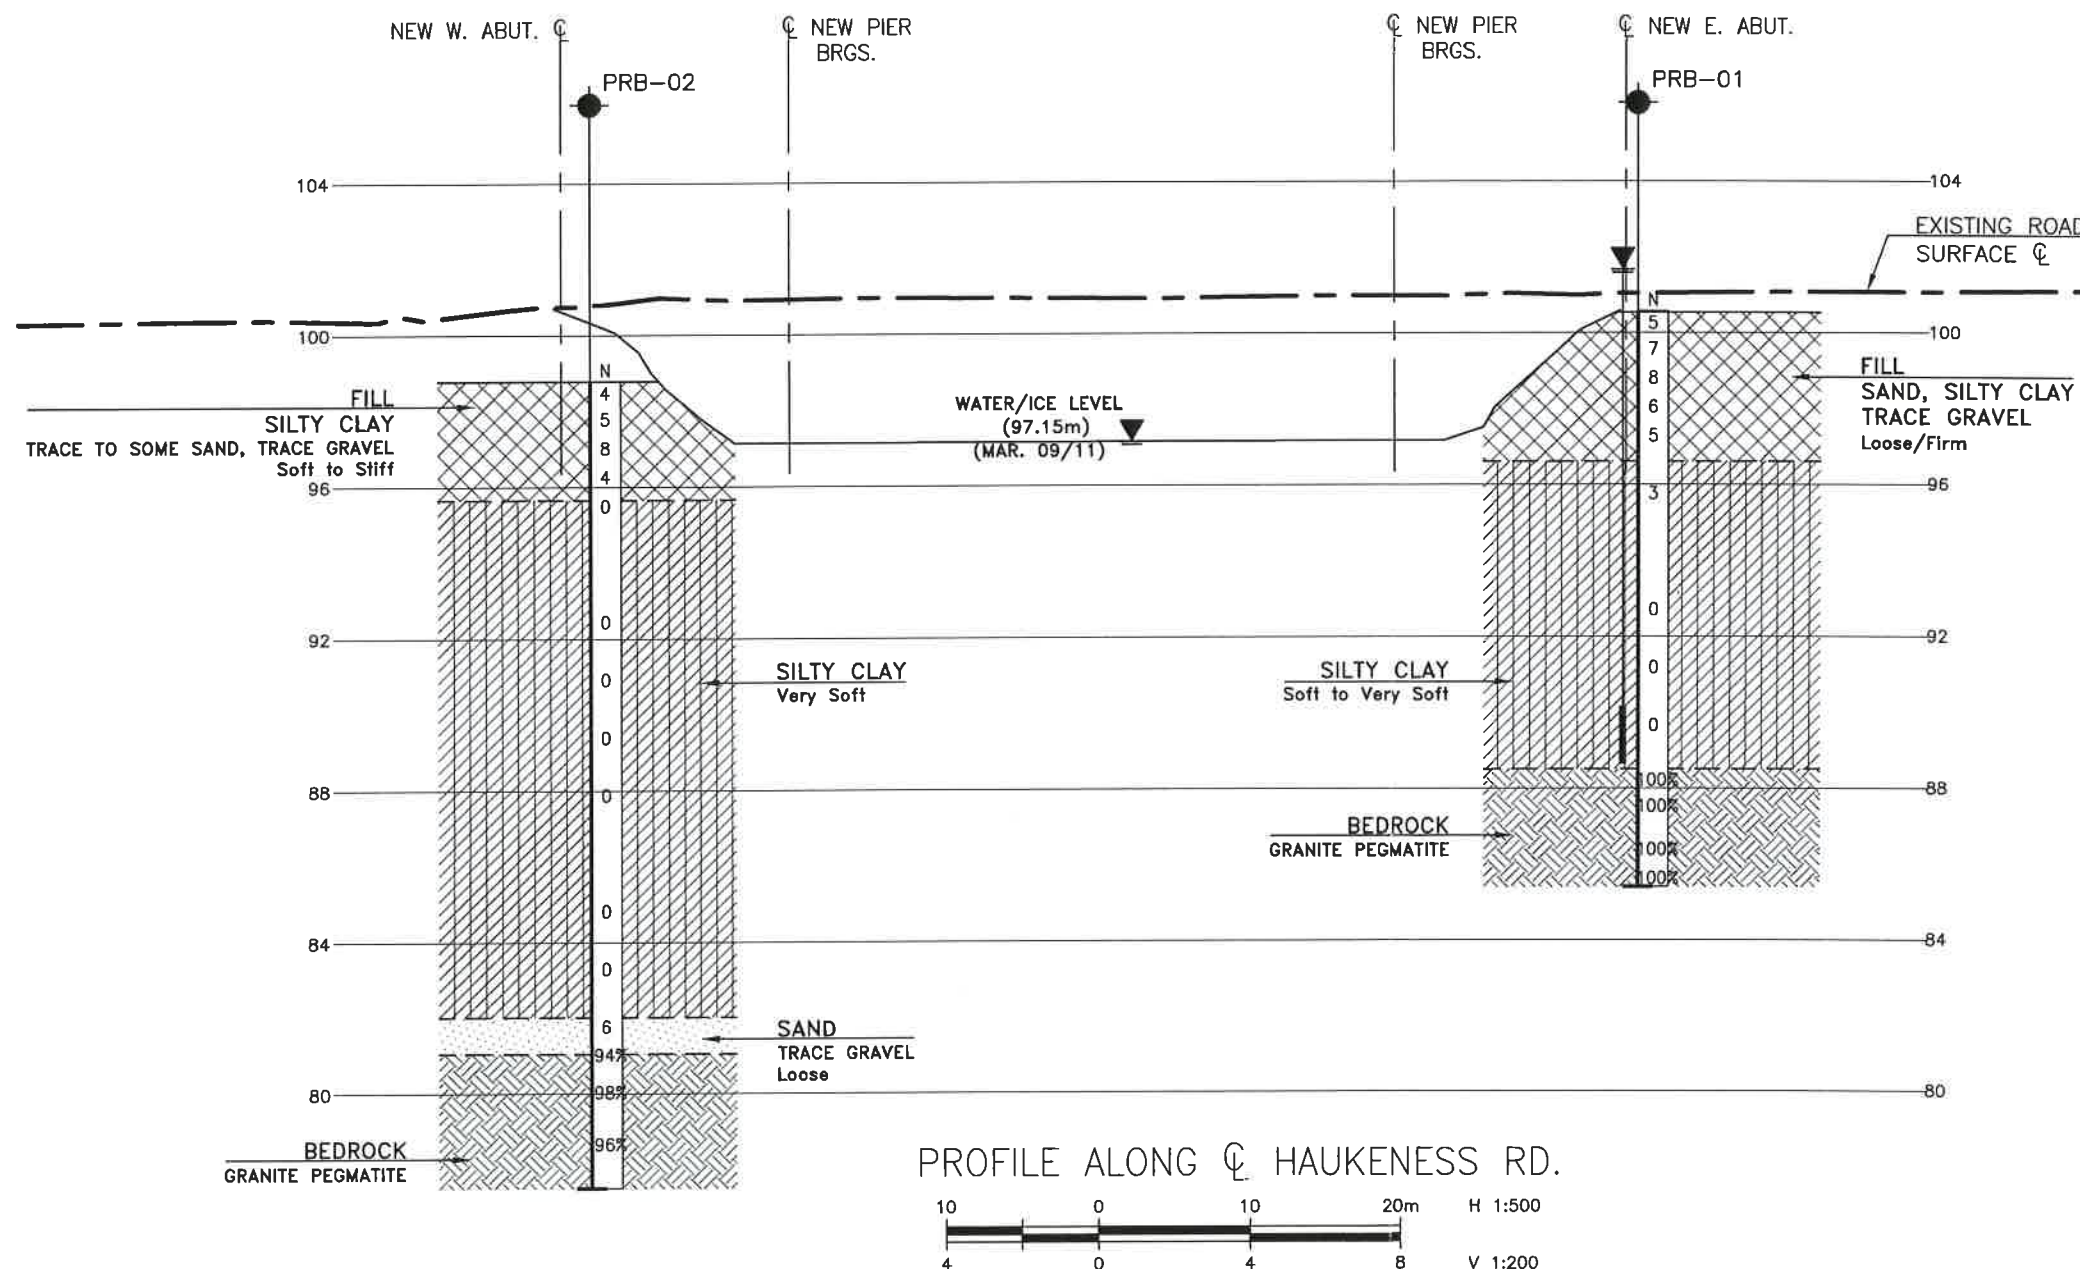 NEW W. ABUT. ℄
℄ NEW PIER
BRGS.
℄ NEW PIER
BRGS.
℄ NEW E. ABUT.
PRB-02
PRB-01
104
104
EXISTING ROAD
SURFACE ℄
100
100
N
4
5
8
4
0
0
0
0
0
0
0
6
94%
98%
96%
N
5
7
8
6
5
3
0
0
0
100%
100%
100%
100%
FILL
SILTY CLAY
TRACE TO SOME SAND, TRACE GRAVEL
Soft to Stiff
WATER/ICE LEVEL
(97.15m)
(MAR. 09/11)
FILL
SAND, SILTY CLAY
TRACE GRAVEL
Loose/Firm
96
96
92
92
SILTY CLAY
Very Soft
SILTY CLAY
Soft to Very Soft
88
88
BEDROCK
GRANITE PEGMATITE
84
84
SAND
TRACE GRAVEL
Loose
80
80
BEDROCK
GRANITE PEGMATITE
PROFILE ALONG ℄ HAUKENESS RD.
10 0 10 20m H 1:500
4 0 4 8 V 1:200